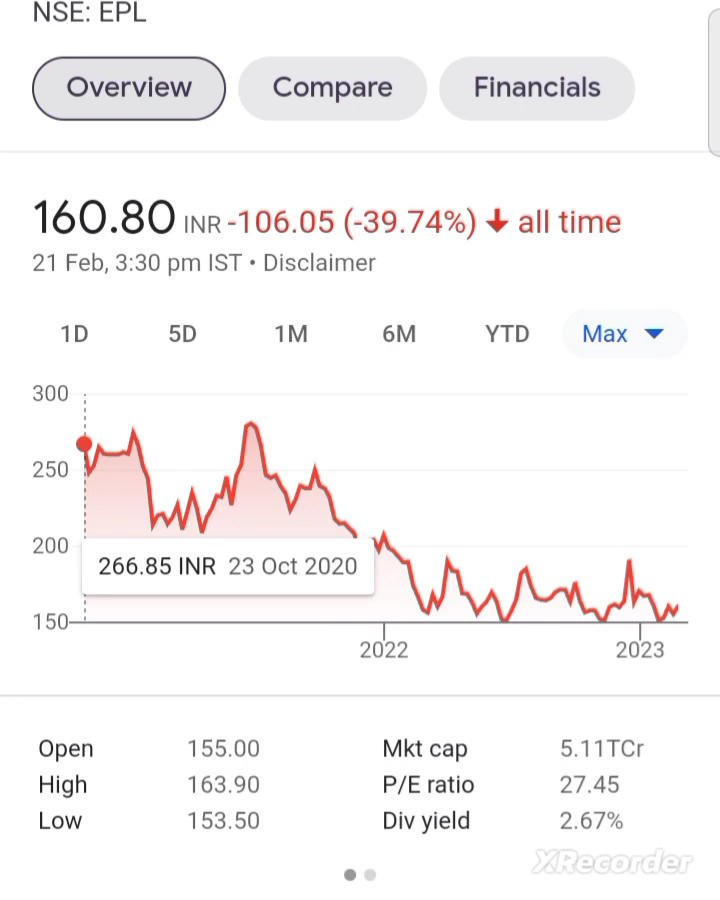 NSE: EPL
Overview Compare Financials
160.80 INR -106.05 (-39.74%) ↓ all time
21 Feb, 3:30 pm IST • Disclaimer
1D 5D 1M 6M YTD Max
300
250
200
266.85 INR 23 Oct 2020
150
2022 2023
Open 155.00 Mkt cap 5.11TCr
High 163.90 P/E ratio 27.45
Low 153.50 Div yield 2.67%
XRecorder